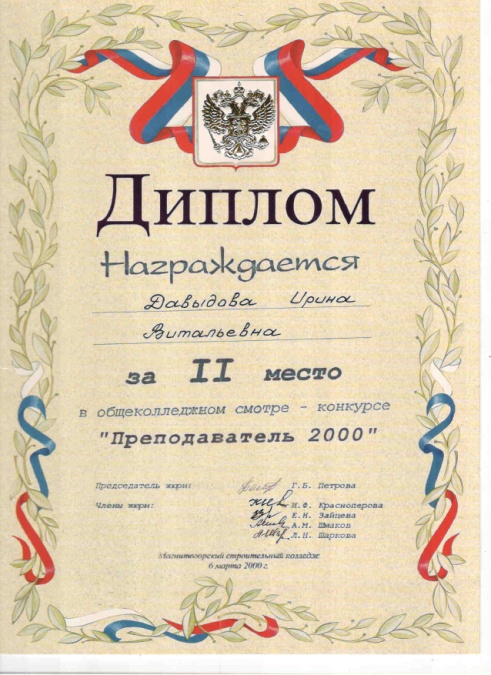 Диплом
Награждается
Давыдова Ирина
Витальевна
за II место
в общеколледжном смотре - конкурсе
"Преподаватель 2000"
Председатель жюри: Г.Б. Петрова
Члены жюри: И.Ф. Красноперова
Е.Н. Зайцева
А.М. Шмаков
Л.Н. Шаркова
Магнитогорский строительный колледж
6 марта 2000 г.